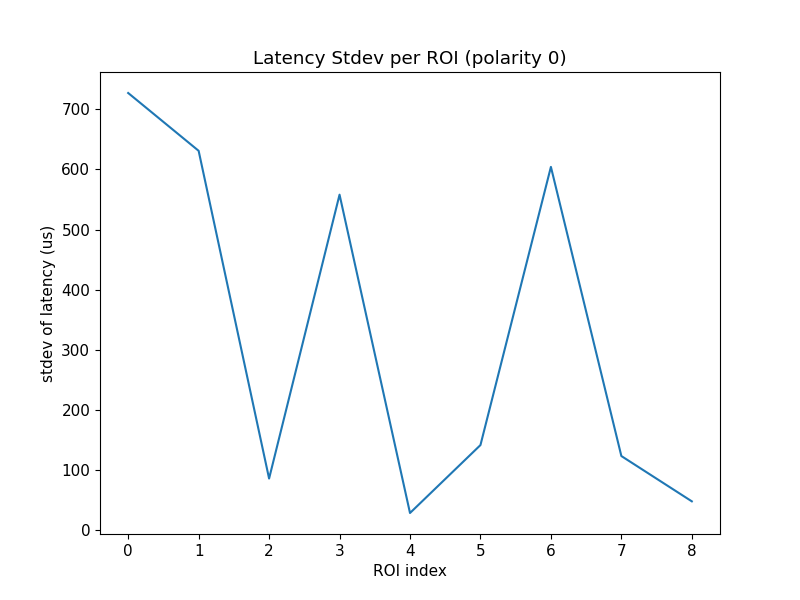 Latency Stdev per ROI (polarity 0)
stdev of latency (us)
700
600
500
400
300
200
100
0
0 1 2 3 4 5 6 7 8
ROI index